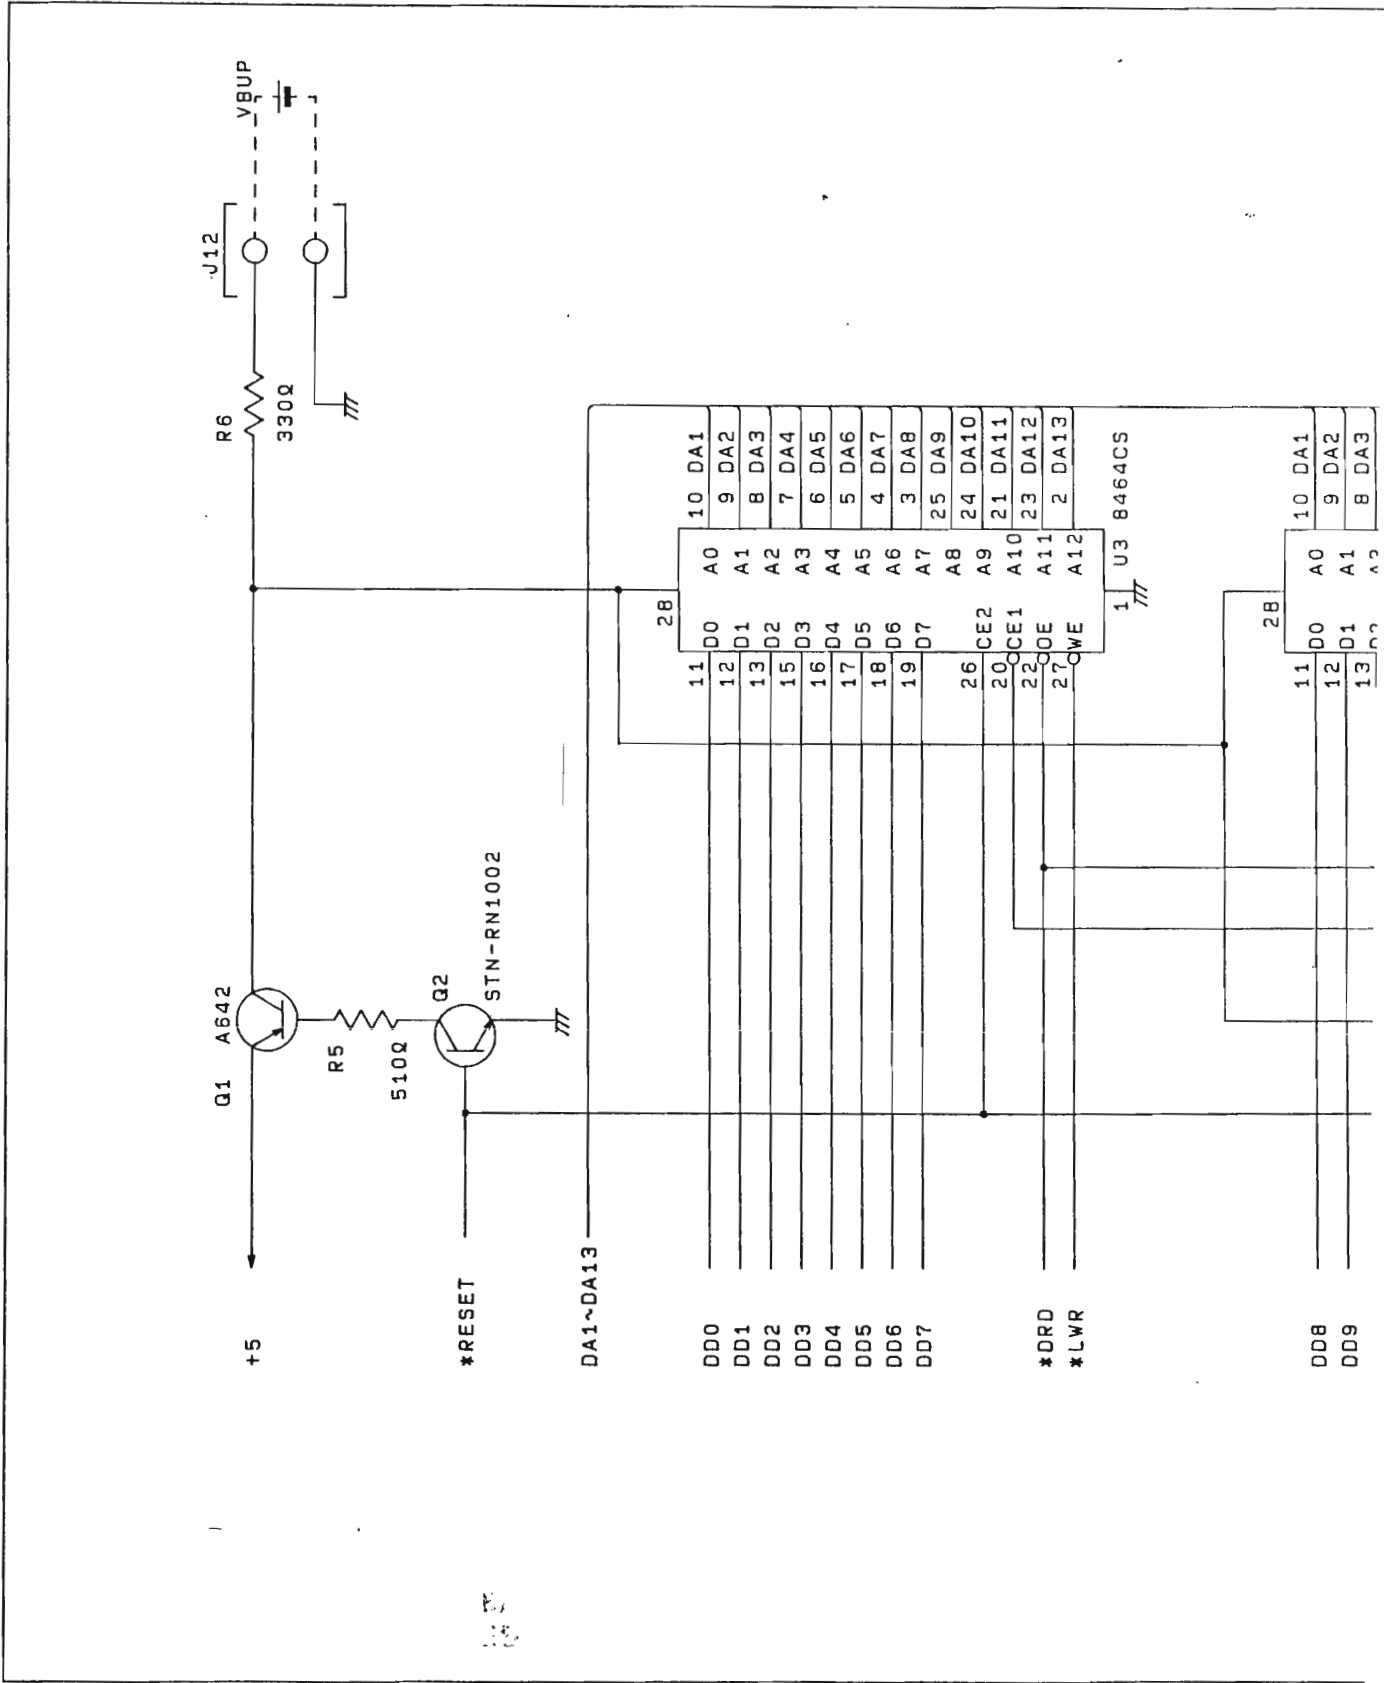 VBUP
J12
Q1 A642
R6
+5
330Ω
R5
510Ω
Q2
*RESET
STN-RN1002
DA1~DA13
28
DD0 11 D0 A0 10 DA1
DD1 12 D1 A1 9 DA2
DD2 13 D2 A2 8 DA3
DD3 15 D3 A3 7 DA4
DD4 16 D4 A4 6 DA5
DD5 17 D5 A5 5 DA6
DD6 18 D6 A6 4 DA7
DD7 19 D7 A7 3 DA8
A8 25 DA9
26 CE2 A9 24 DA10
20 CE1 A10 21 DA11
*DRD 22 OE A11 23 DA12
*LWR 27 WE A12 2 DA13
1 U3 8464CS
28
DD8 11 D0 A0 10 DA1
DD9 12 D1 A1 9 DA2
13 8 DA3